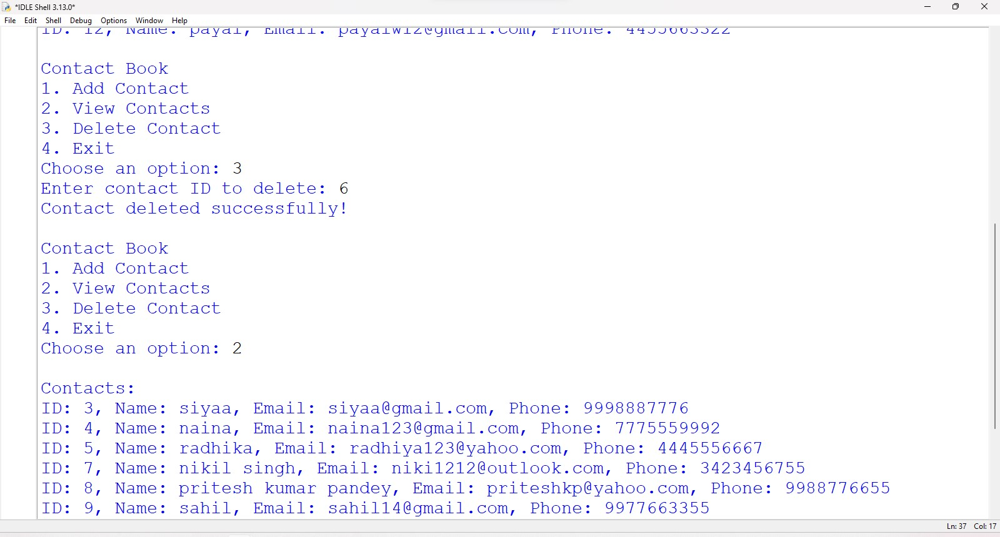 *IDLE Shell 3.13.0*
File Edit Shell Debug Options Window Help
ID: 12, Name: payal, Email: payalwi2@gmail.com, Phone: 4455663322
Contact Book
1. Add Contact
2. View Contacts
3. Delete Contact
4. Exit
Choose an option: 3
Enter contact ID to delete: 6
Contact deleted successfully!
Contact Book
1. Add Contact
2. View Contacts
3. Delete Contact
4. Exit
Choose an option: 2
Contacts:
ID: 3, Name: siyaa, Email: siyaa@gmail.com, Phone: 9998887776
ID: 4, Name: naina, Email: naina123@gmail.com, Phone: 7775559992
ID: 5, Name: radhika, Email: radhiya123@yahoo.com, Phone: 4445556667
ID: 7, Name: nikil singh, Email: niki1212@outlook.com, Phone: 3423456755
ID: 8, Name: pritesh kumar pandey, Email: priteshkp@yahoo.com, Phone: 9988776655
ID: 9, Name: sahil, Email: sahil14@gmail.com, Phone: 9977663355
Ln: 37 Col: 17